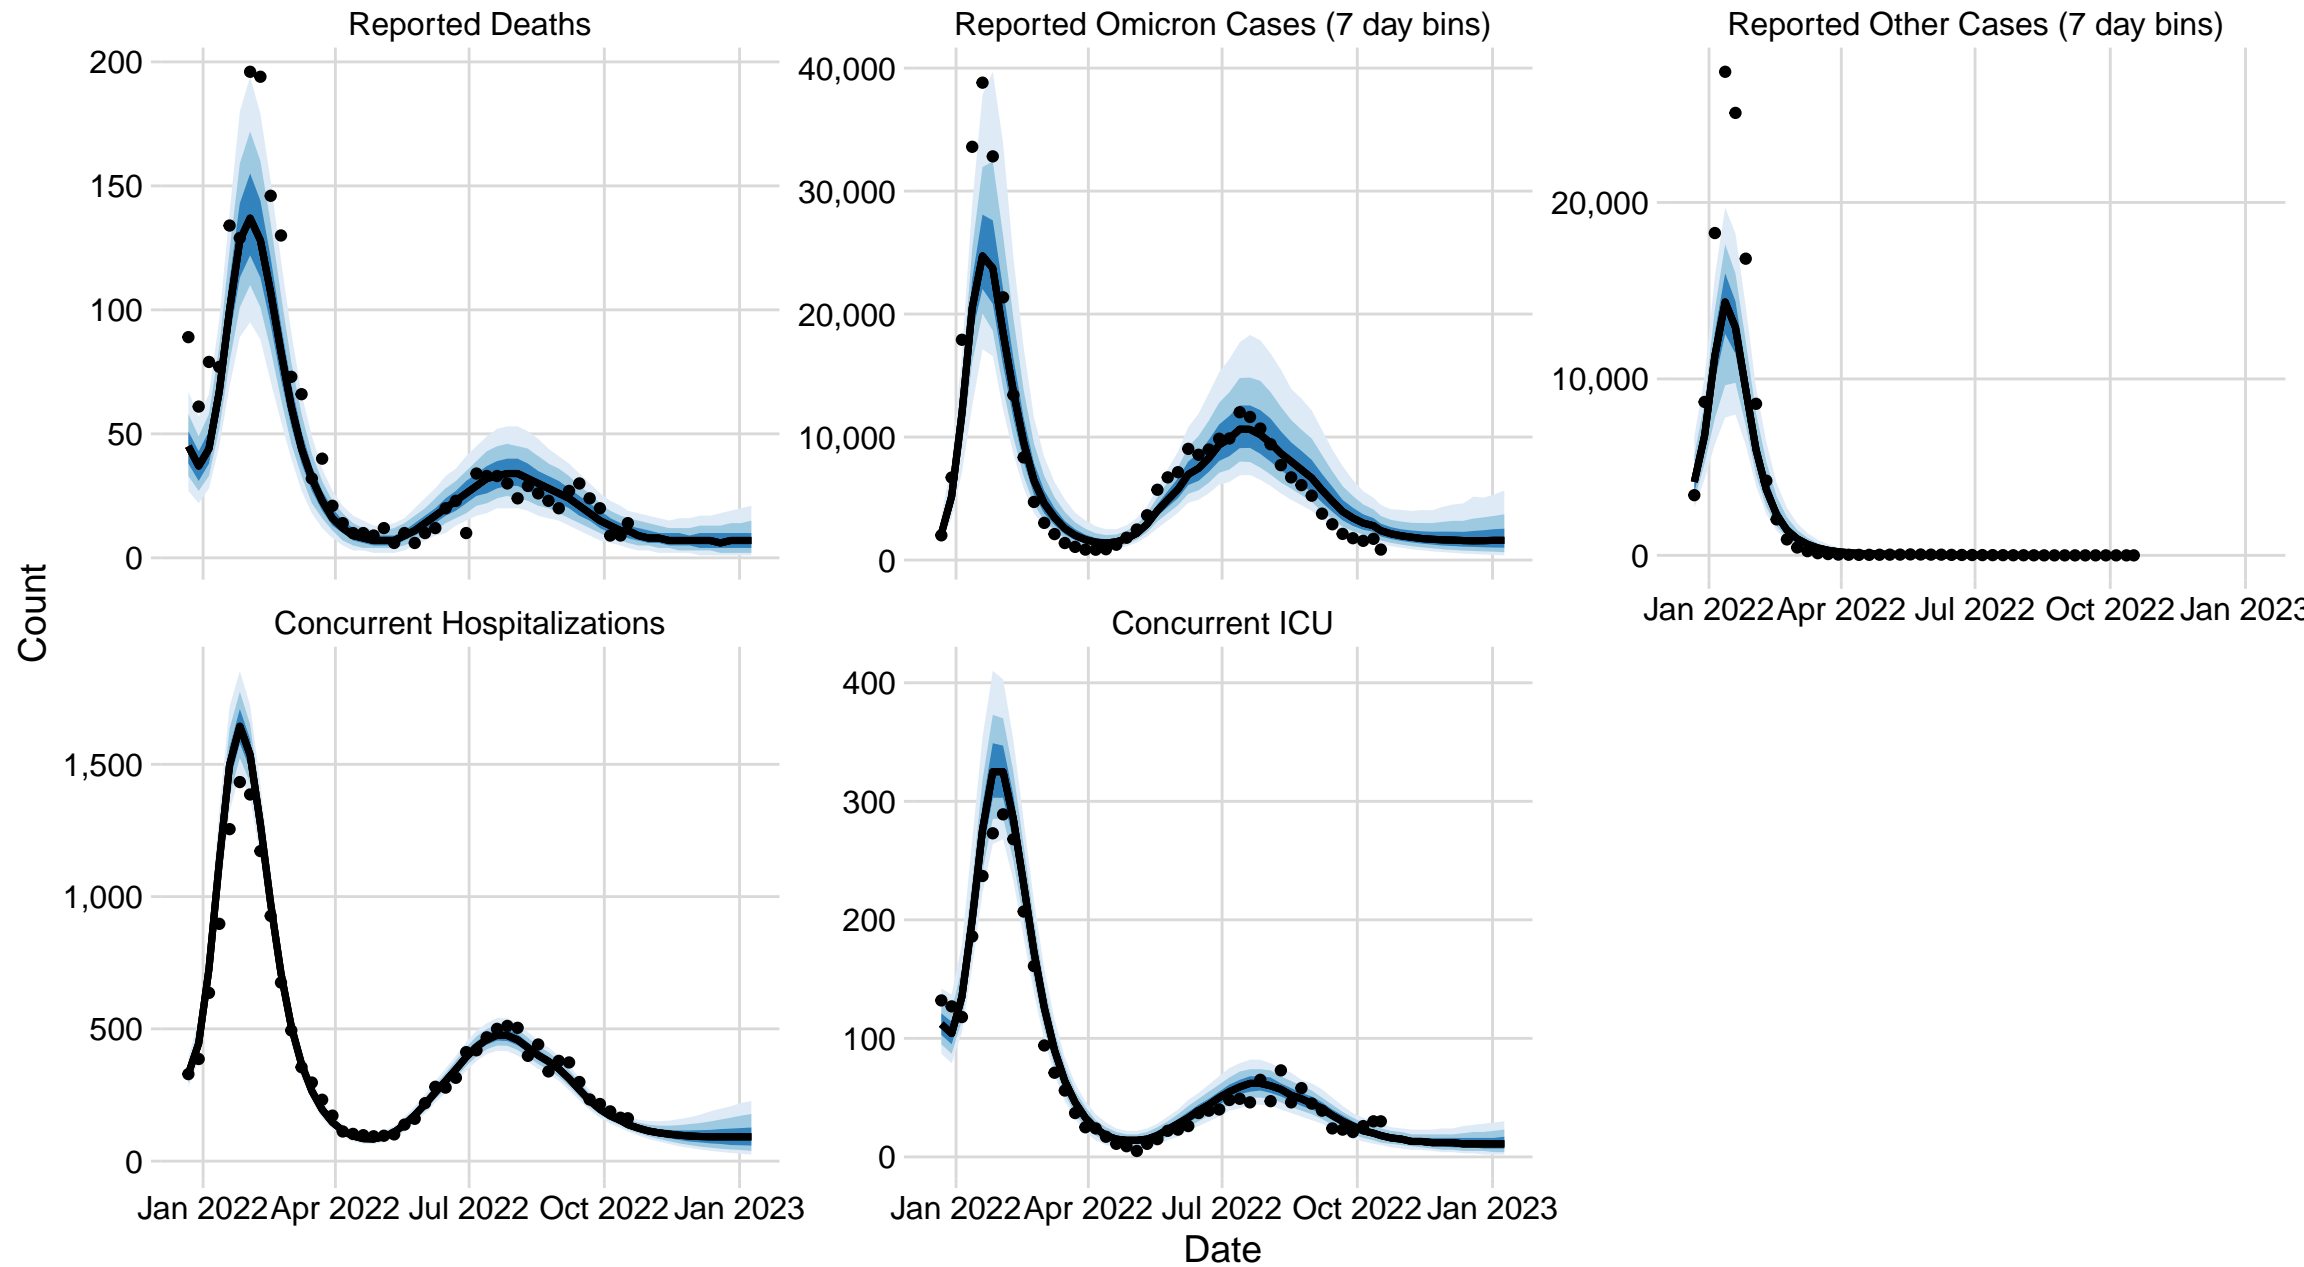 Reported Deaths
200
150
100
50
0
Reported Omicron Cases (7 day bins)
40,000
30,000
20,000
10,000
0
Reported Other Cases (7 day bins)
20,000
10,000
0
Jan 2022 Apr 2022 Jul 2022 Oct 2022 Jan 2023
Count
Concurrent Hospitalizations
1,500
1,000
500
0
Jan 2022 Apr 2022 Jul 2022 Oct 2022 Jan 2023
Concurrent ICU
400
300
200
100
0
Jan 2022 Apr 2022 Jul 2022 Oct 2022 Jan 2023
Date